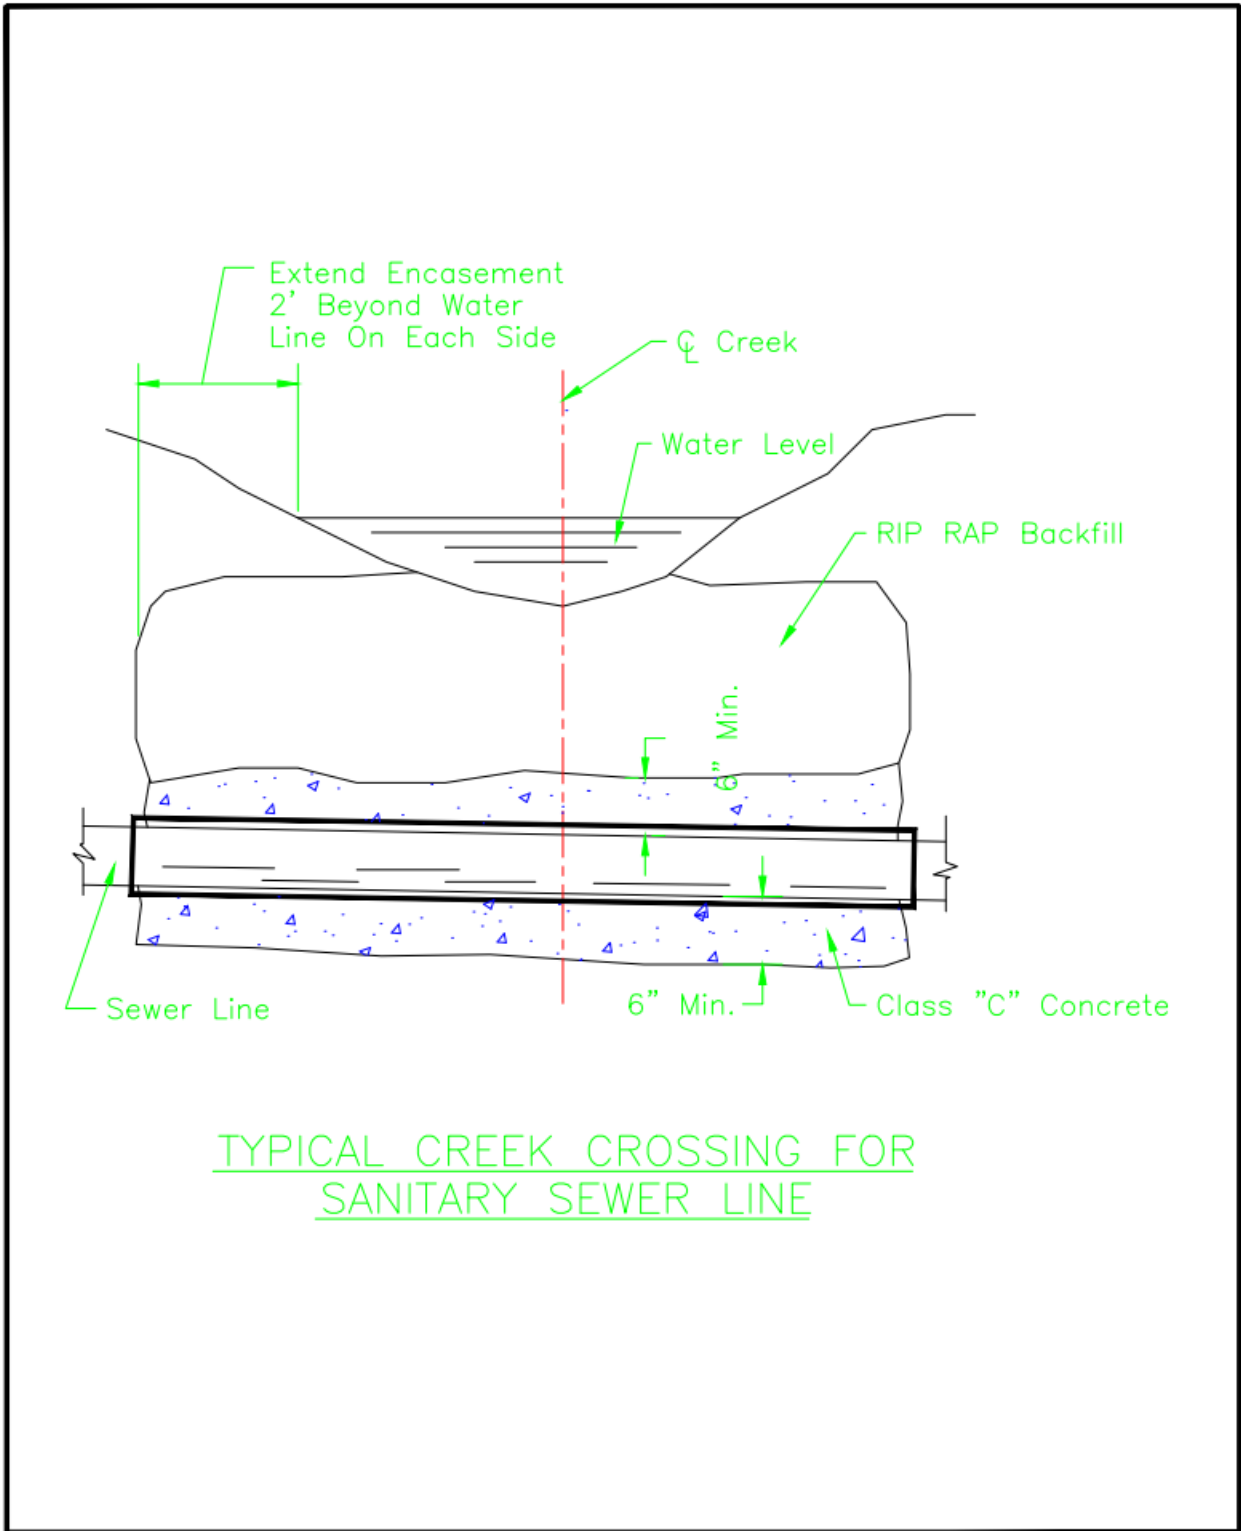 Extend Encasement
2' Beyond Water
Line On Each Side
℄ Creek
Water Level
RIP RAP Backfill
6" Min.
Sewer Line
6" Min.
Class "C" Concrete
TYPICAL CREEK CROSSING FOR
SANITARY SEWER LINE